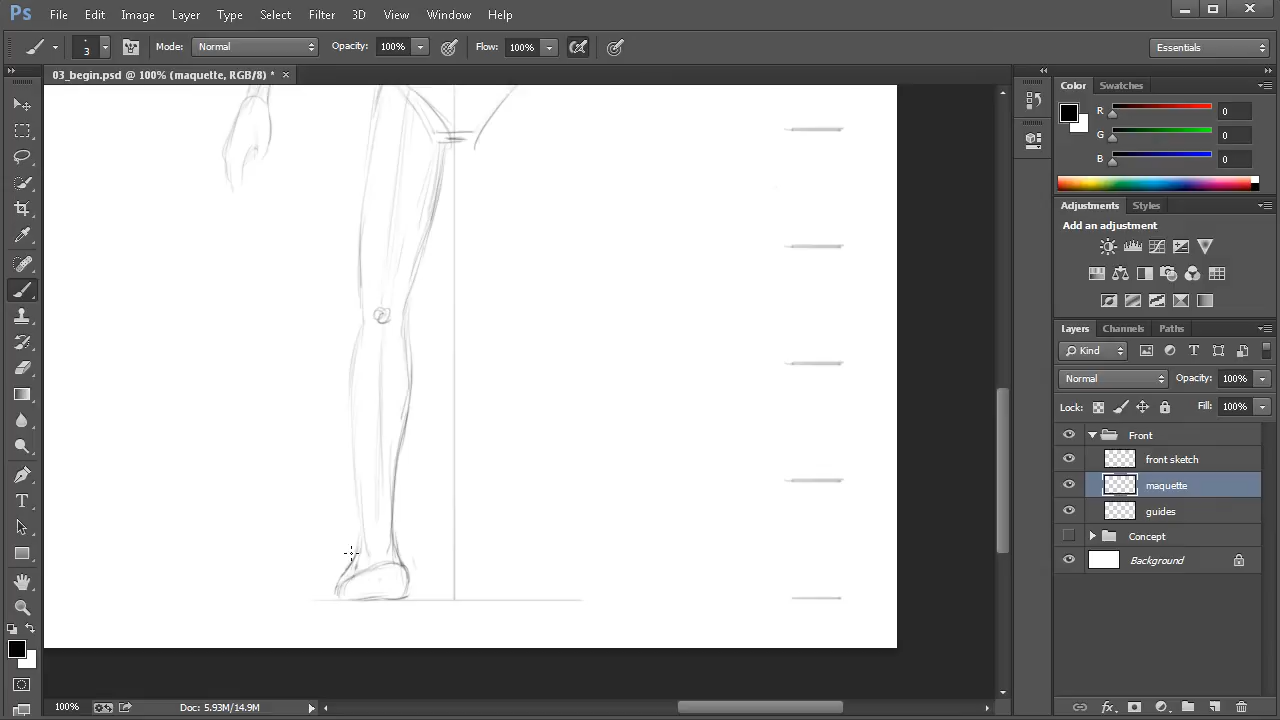 Ps File Edit Image Layer Type Select Filter 3D View Window Help
3 Mode: Normal Opacity: 100% Flow: 100% Essentials
03_begin.psd @ 100% (maquette, RGB/8) *
Color Swatches
R 0
G 0
B 0
Adjustments Styles
Add an adjustment
Layers Channels Paths
Kind
Normal Opacity: 100%
Lock: Fill: 100%
Front
front sketch
maquette
guides
Concept
Background
100% Doc: 5.93M/14.9M